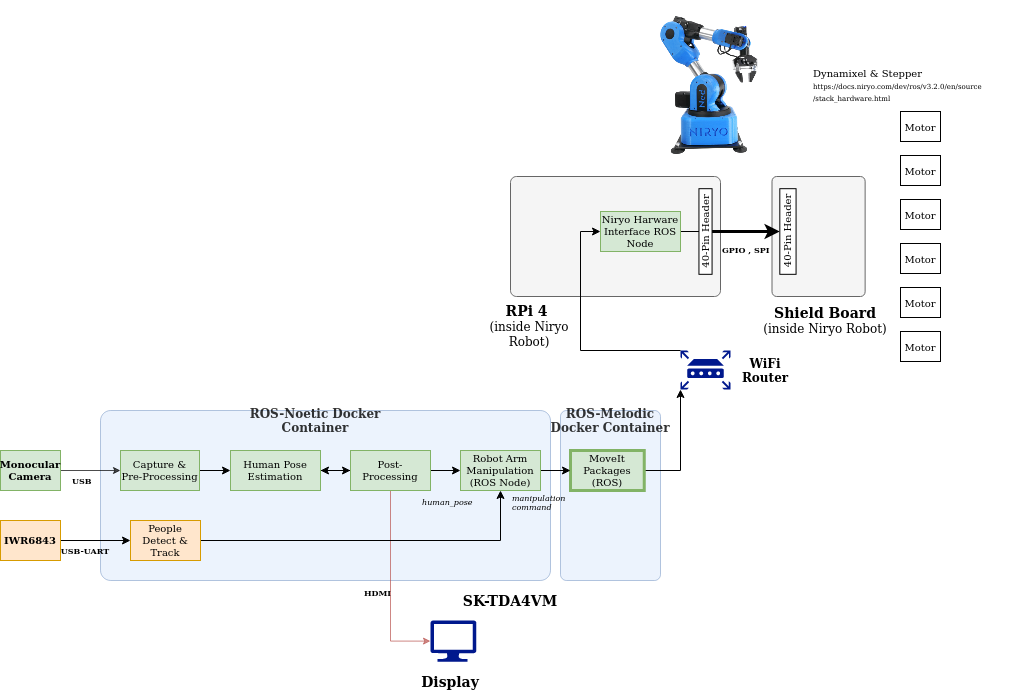 Dynamixel & Stepper
https://docs.niryo.com/dev/ros/v3.2.0/en/source
/stack_hardware.html
NIRYO
Ned
Motor
Motor
Motor
Motor
Motor
Motor
Niryo Harware
Interface ROS
Node
40-Pin Header
GPIO , SPI
40-Pin Header
RPi 4
(inside Niryo
Robot)
Shield Board
(inside Niryo Robot)
WiFi
Router
ROS-Noetic Docker
Container
ROS-Melodic
Docker Container
Monocular
Camera
USB
Capture &
Pre-Processing
Human Pose
Estimation
Post-
Processing
Robot Arm
Manipulation
(ROS Node)
MoveIt
Packages
(ROS)
human_pose
manipulation
command
IWR6843
USB-UART
People
Detect &
Track
HDMI
SK-TDA4VM
Display